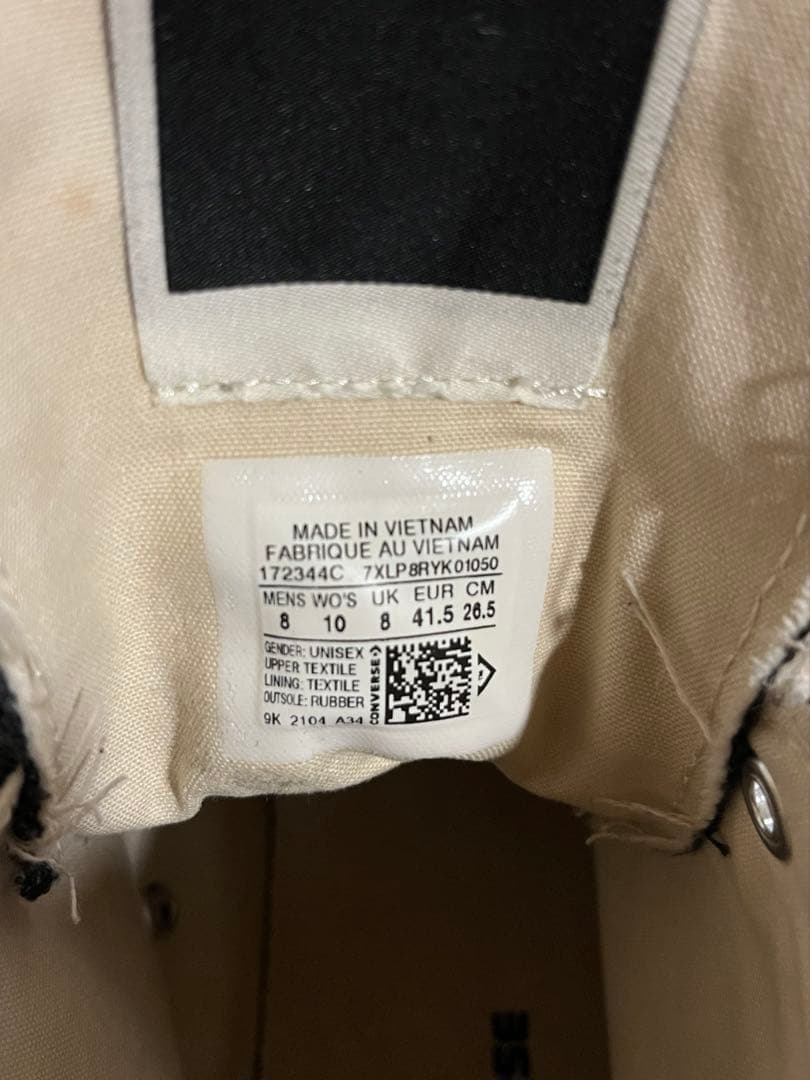 MADE IN VIETNAM
FABRIQUE AU VIETNAM
172344C 7XLP8RYK01050
MENS WO'S UK EUR CM
8 10 8 41.5 26.5
GENDER: UNISEX
UPPER TEXTILE
LINING: TEXTILE
OUTSOLE: RUBBER
9K 2104 A34
CONVERSE
SE